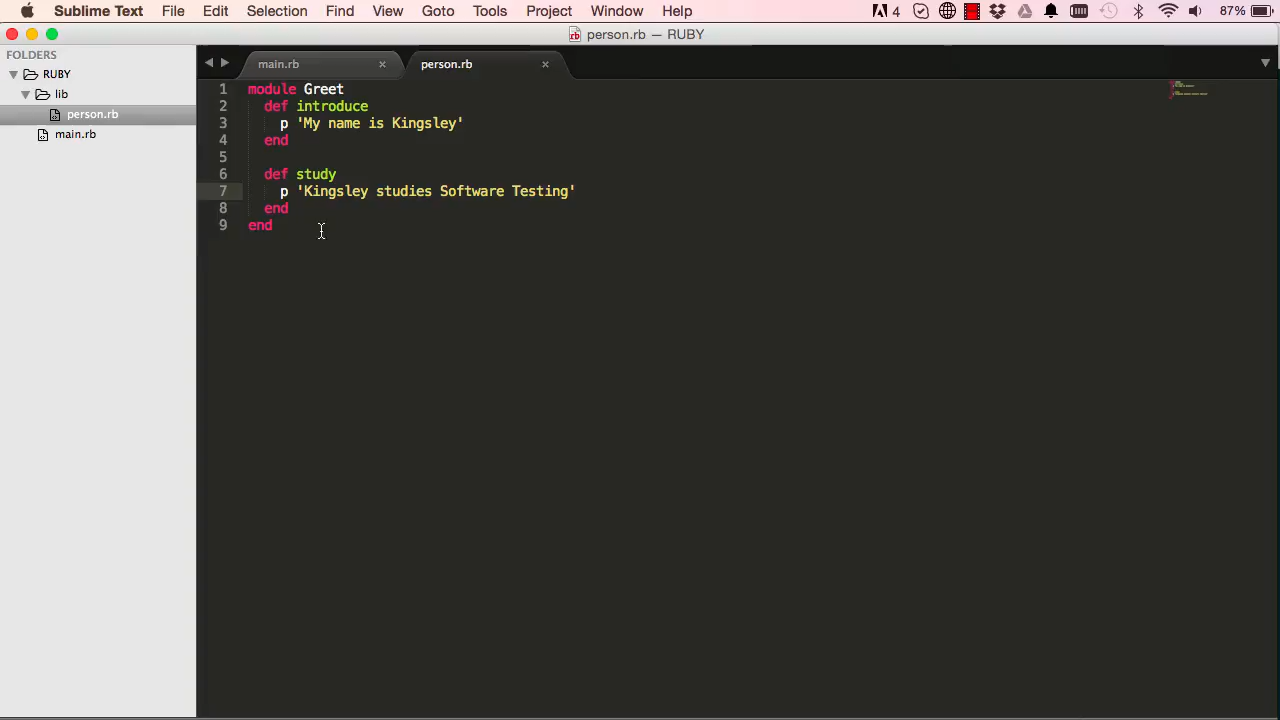 Sublime Text File Edit Selection Find View Goto Tools Project Window Help 4 87%
person.rb — RUBY
FOLDERS
RUBY
lib
person.rb
main.rb
main.rb × person.rb ×
1 module Greet
2 def introduce
3 p 'My name is Kingsley'
4 end
5
6 def study
7 p 'Kingsley studies Software Testing'
8 end
9 end